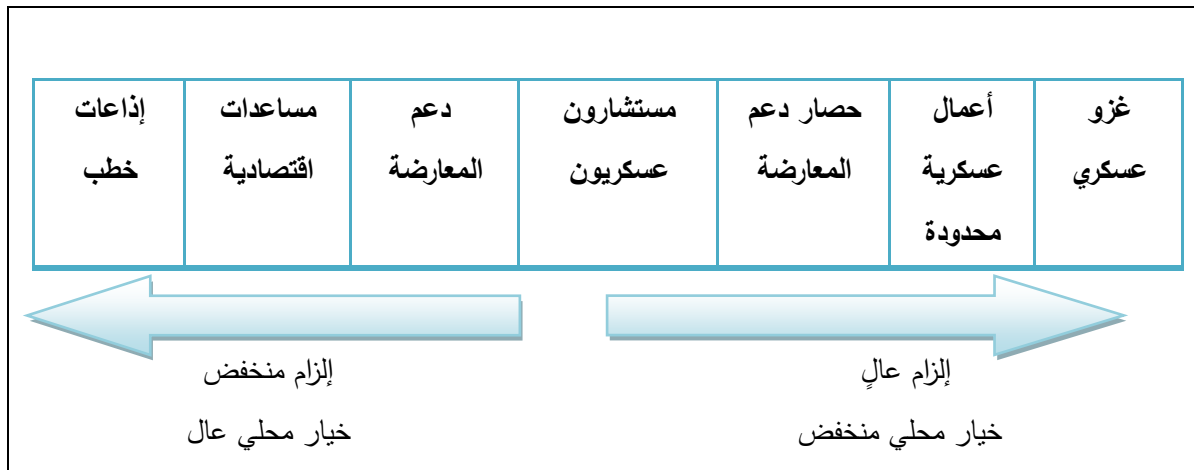 غزو
عسكري
أعمال
عسكرية
محدودة
حصار دعم
المعارضة
مستشارون
عسكريون
دعم
المعارضة
مساعدات
اقتصادية
إذاعات
خطب
إلزام عالٍ
خيار محلي منخفض
إلزام منخفض
خيار محلي عال